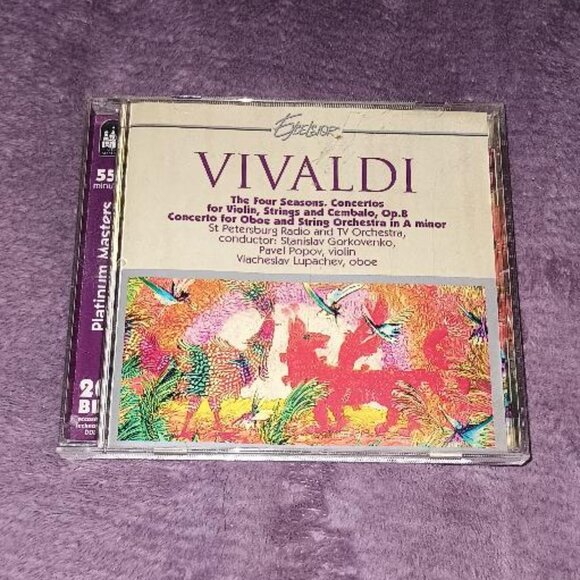 Excelsior
VIVALDI
The Four Seasons. Concertos
for Violin, Strings and Cembalo, Op.8
Concerto for Oboe and String Orchestra in A minor
St Petersburg Radio and TV Orchestra,
conductor: Stanislav Gorkovenko,
Pavel Popov, violin
Viacheslav Lupachev, oboe
55
minut
Platinum Masters
20
BI